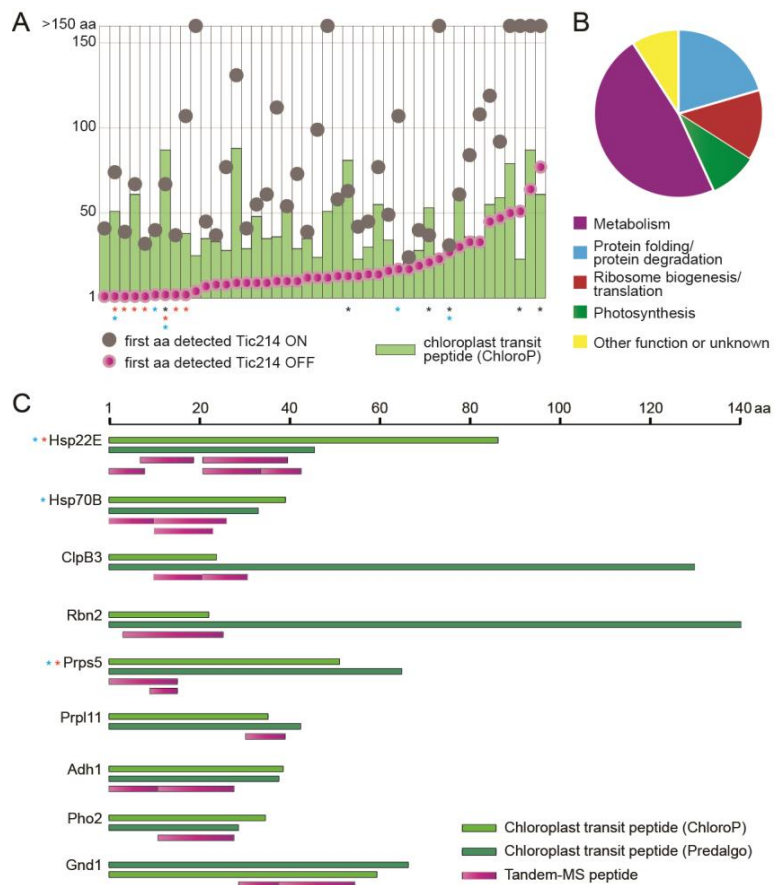 A
>150 aa
150
100
50
1
* * * * * * * * * * * * * *
* * *
*
first aa detected Tic214 ON
first aa detected Tic214 OFF
chloroplast transit
peptide (ChloroP)
B
Metabolism
Protein folding/
protein degradation
Ribosome biogenesis/
translation
Photosynthesis
Other function or unknown
C
1 20 40 60 80 100 120 140 aa
* * Hsp22E
* Hsp70B
ClpB3
Rbn2
* * Prps5
Prpl11
Adh1
Pho2
Gnd1
Chloroplast transit peptide (ChloroP)
Chloroplast transit peptide (Predalgo)
Tandem-MS peptide